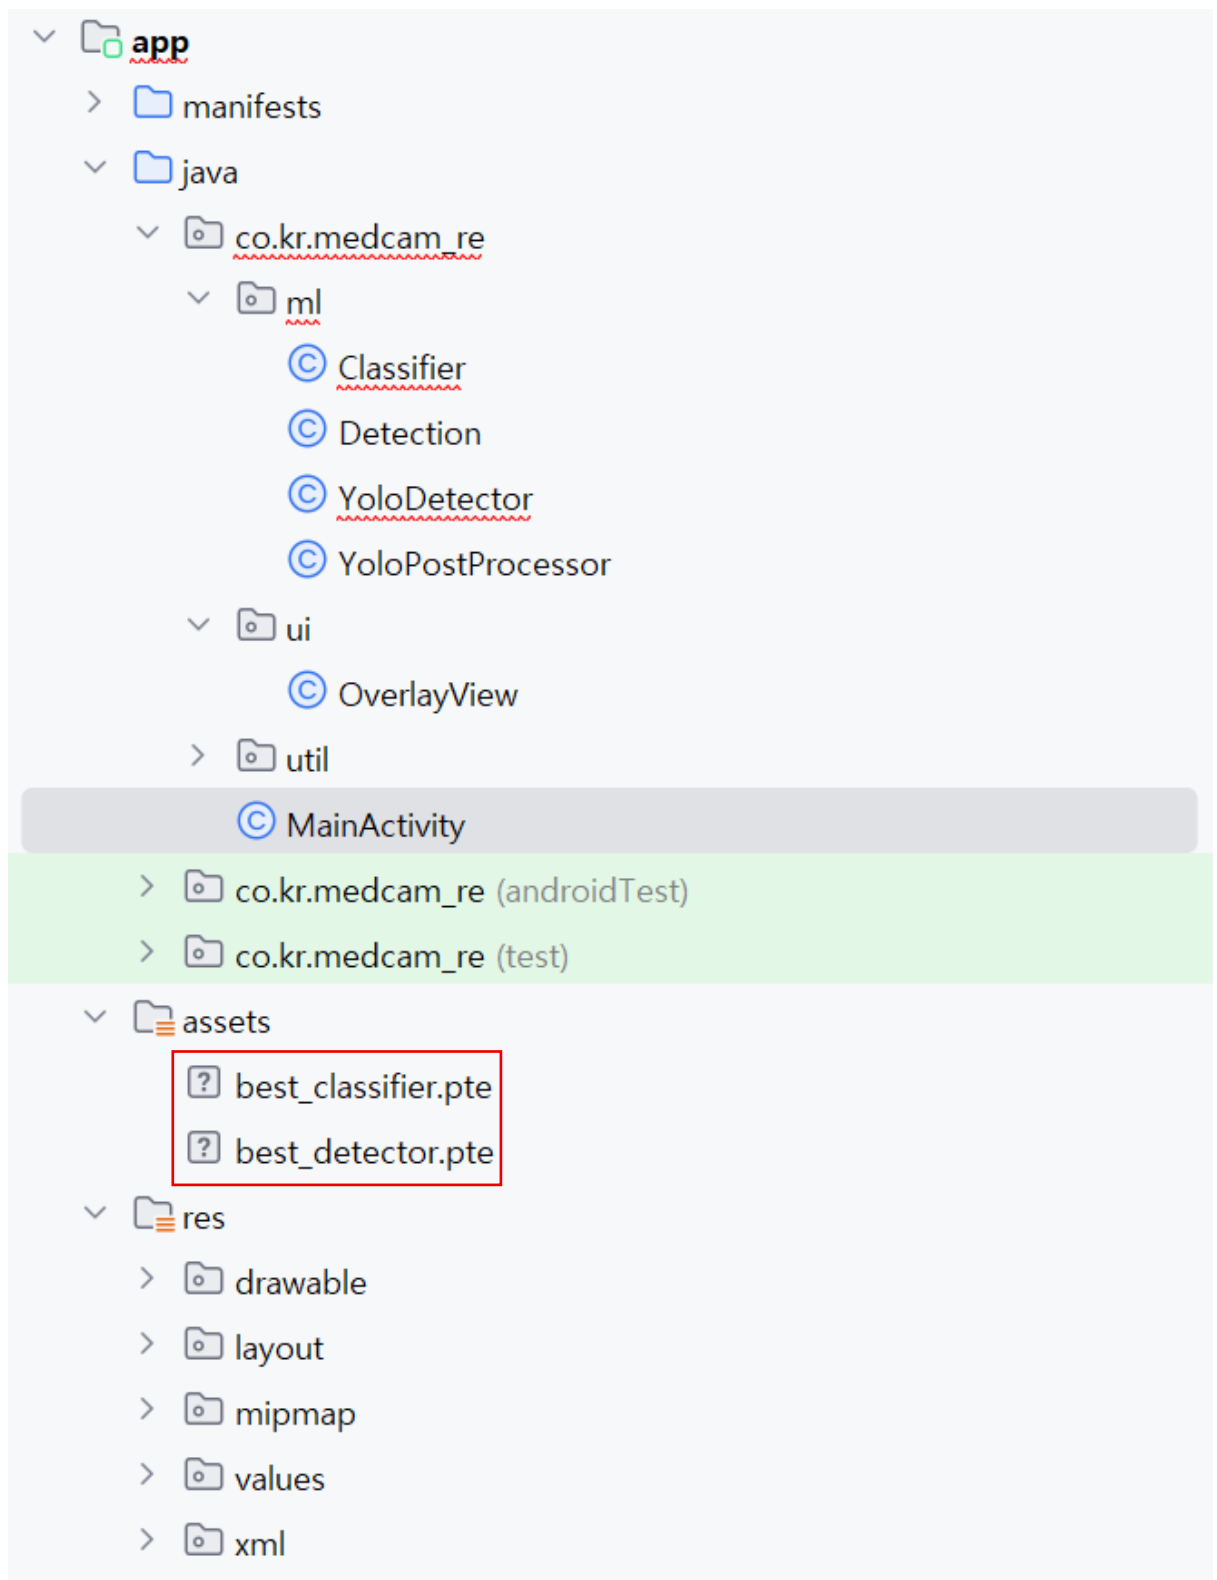 app
manifests
java
co.kr.medcam_re
ml
Classifier
Detection
YoloDetector
YoloPostProcessor
ui
OverlayView
util
MainActivity
co.kr.medcam_re (androidTest)
co.kr.medcam_re (test)
assets
best_classifier.pte
best_detector.pte
res
drawable
layout
mipmap
values
xml